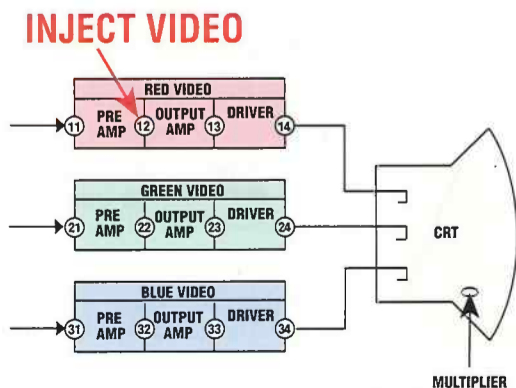 INJECT VIDEO
RED VIDEO
11 PRE AMP 12 OUTPUT AMP 13 DRIVER 14
GREEN VIDEO
21 PRE AMP 22 OUTPUT AMP 23 DRIVER 24
CRT
BLUE VIDEO
31 PRE AMP 32 OUTPUT AMP 33 DRIVER 34
MULTIPLIER